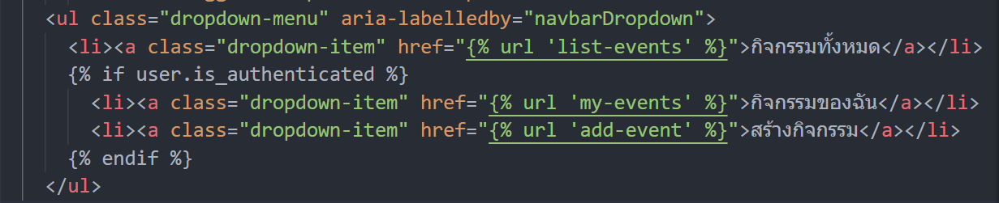 <ul class="dropdown-menu" aria-labelledby="navbarDropdown">
<li><a class="dropdown-item" href="{% url 'list-events' %}">กิจกรรมทั้งหมด</a></li>
{% if user.is_authenticated %}
<li><a class="dropdown-item" href="{% url 'my-events' %}">กิจกรรมของฉัน</a></li>
<li><a class="dropdown-item" href="{% url 'add-event' %}">สร้างกิจกรรม</a></li>
{% endif %}
</ul>